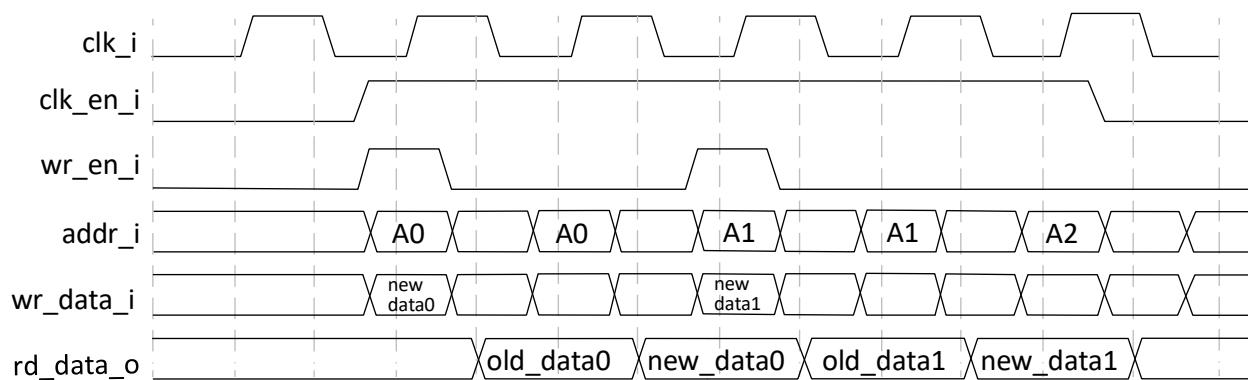 clk_i
clk_en_i
wr_en_i
addr_i A0 A0 A1 A1 A2
wr_data_i new data0 new data1
rd_data_o old_data0 new_data0 old_data1 new_data1